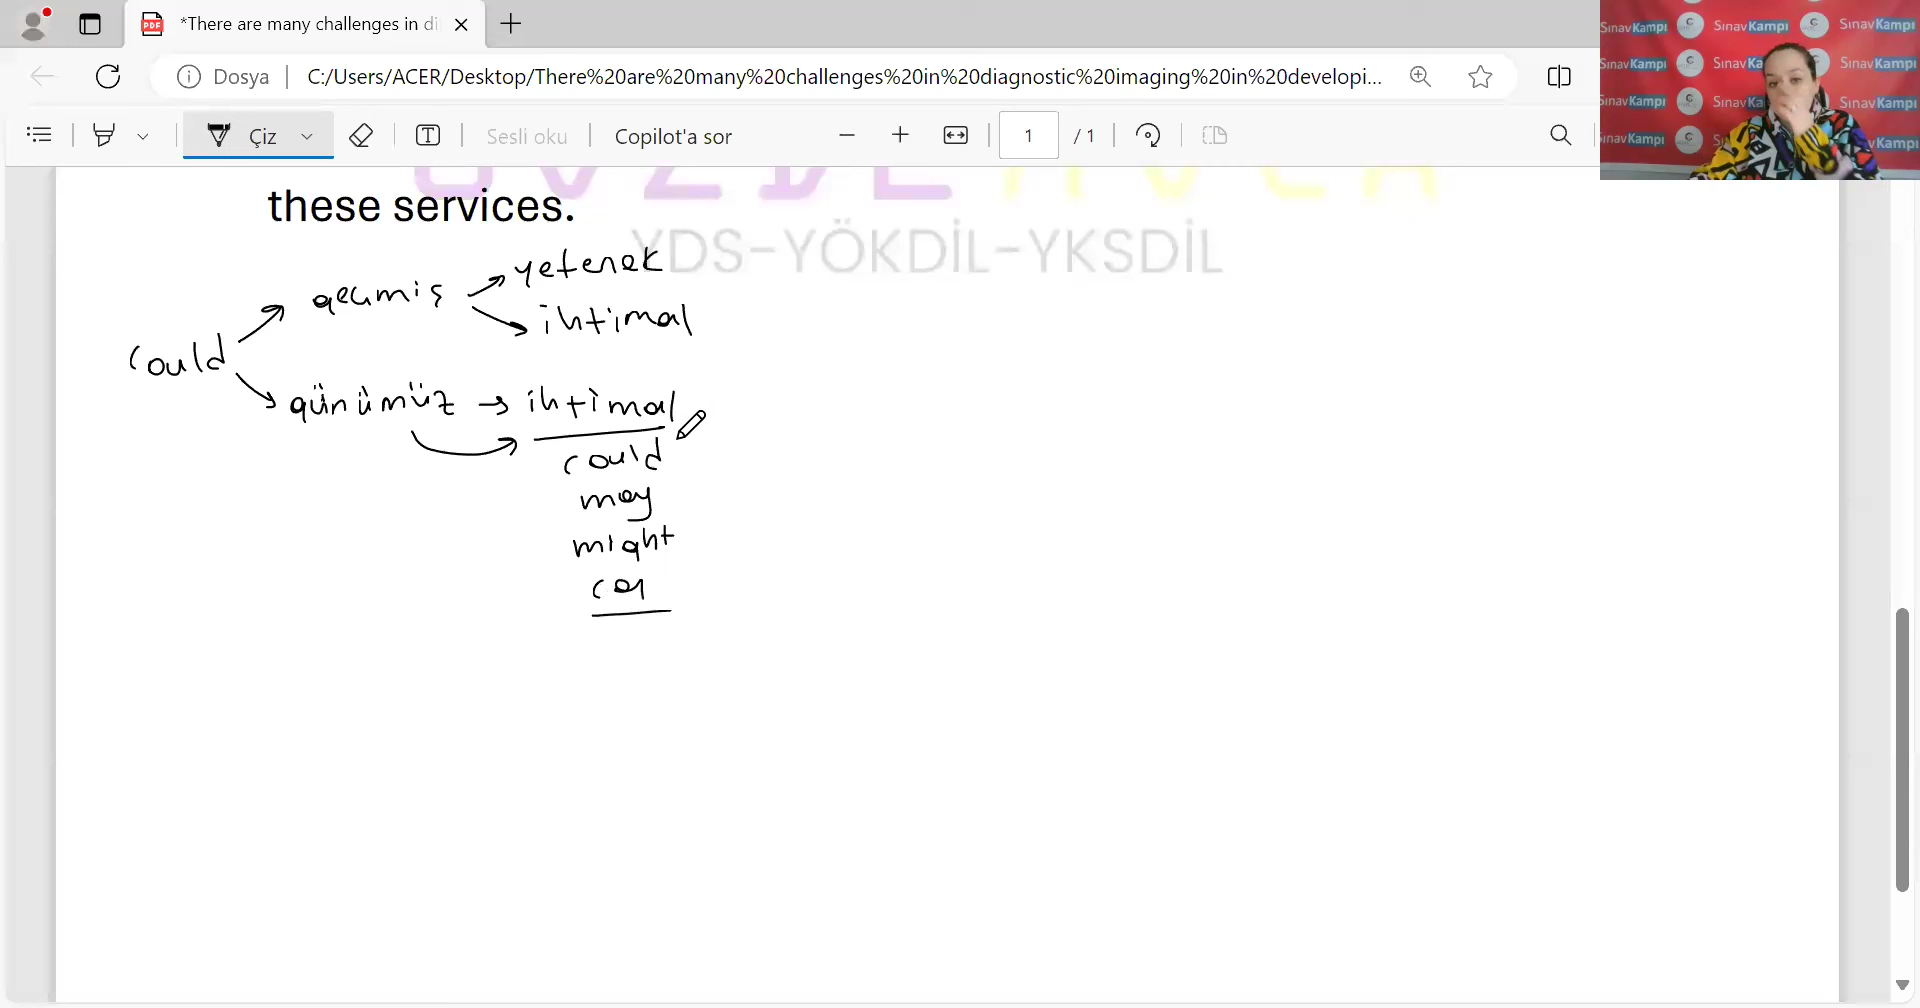 *There are many challenges in di
Dosya
C:/Users/ACER/Desktop/There%20are%20many%20challenges%20in%20diagnostic%20imaging%20in%20developi...
Çiz
Sesli oku
Copilot'a sor
1
/ 1
SınavKampı
these services.
YDS-YÖKDİL-YKSDİL
could
geçmiş
yetenek
ihtimal
günümüz → ihtimal
could
may
might
can